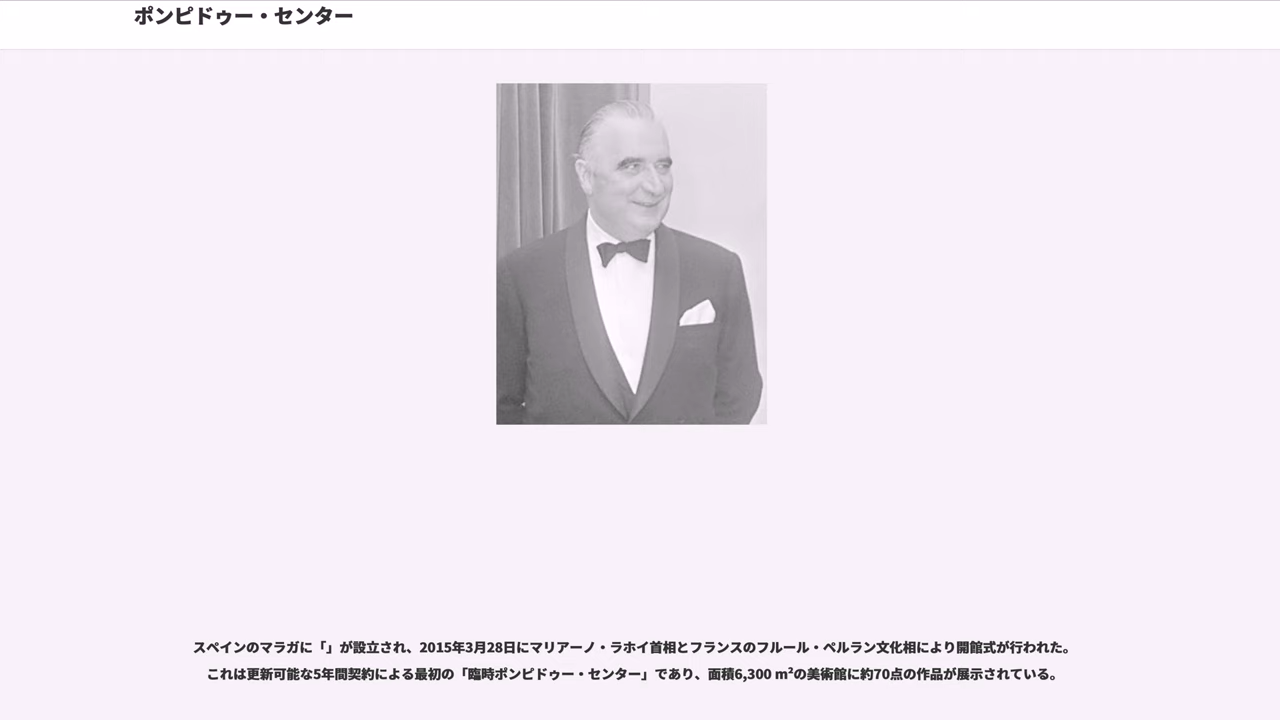 ポンピドゥー・センター
スペインのマラガに「」が設立され、2015年3月28日にマリアーノ・ラホイ首相とフランスのフルール・ペルラン文化相により開館式が行われた。
これは更新可能な5年間契約による最初の「臨時ポンピドゥー・センター」であり、面積6,300 m²の美術館に約70点の作品が展示されている。